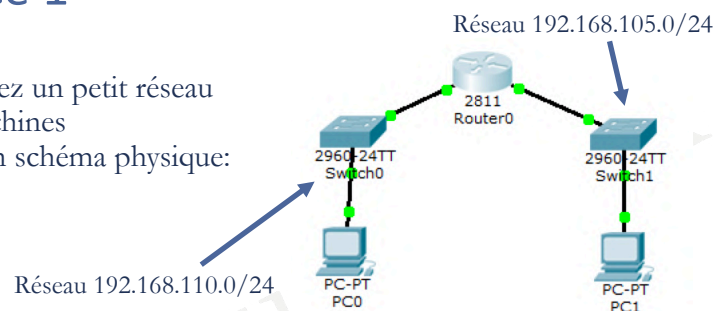 Réseau 192.168.105.0/24
ez un petit réseau
2811
Router0
schéma physique:
2960-24TT
Switch0
2960-24TT
Switch1
Réseau 192.168.110.0/24
PC-PT
PC0
PC-PT
PC1